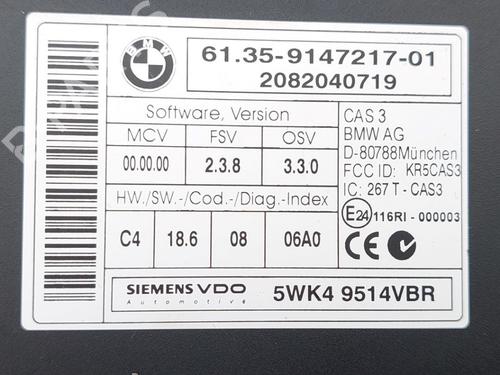 BMW
61.35-9147217-01
2082040719
Software, Version
MCV FSV OSV
00.00.00 2.3.8 3.3.0
HW./SW.-/Cod.-/Diag.-Index
C4 18.6 08 06A0
CAS 3
BMW AG
D-80788München
FCC ID: KR5CAS3
IC: 267 T - CAS3
E24 116RI - 000003
CE
SIEMENS VDO
Automotive
5WK4 9514VBR